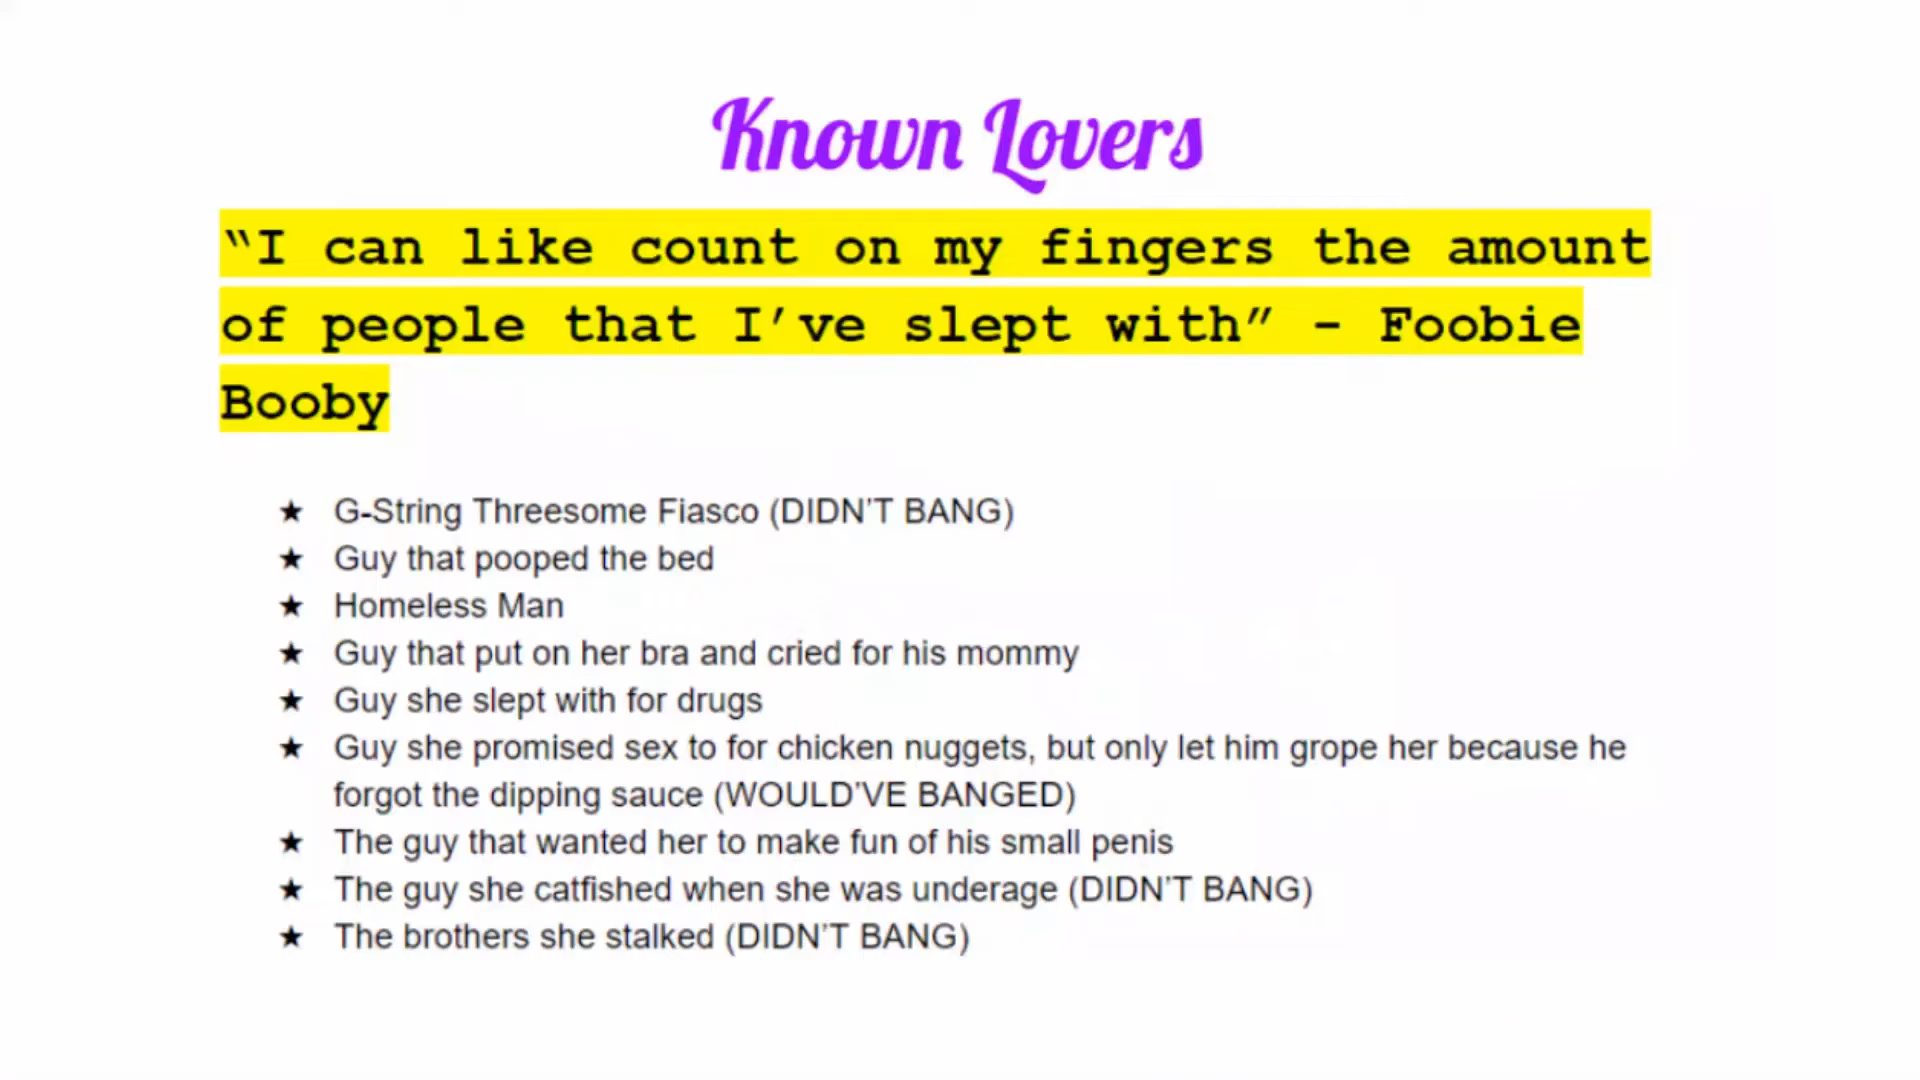 Known Lovers
“I can like count on my fingers the amount
of people that I’ve slept with” - Foobie
Booby
★ G-String Threesome Fiasco (DIDN’T BANG)
★ Guy that pooped the bed
★ Homeless Man
★ Guy that put on her bra and cried for his mommy
★ Guy she slept with for drugs
★ Guy she promised sex to for chicken nuggets, but only let him grope her because he
forgot the dipping sauce (WOULD’VE BANGED)
★ The guy that wanted her to make fun of his small penis
★ The guy she catfished when she was underage (DIDN’T BANG)
★ The brothers she stalked (DIDN’T BANG)